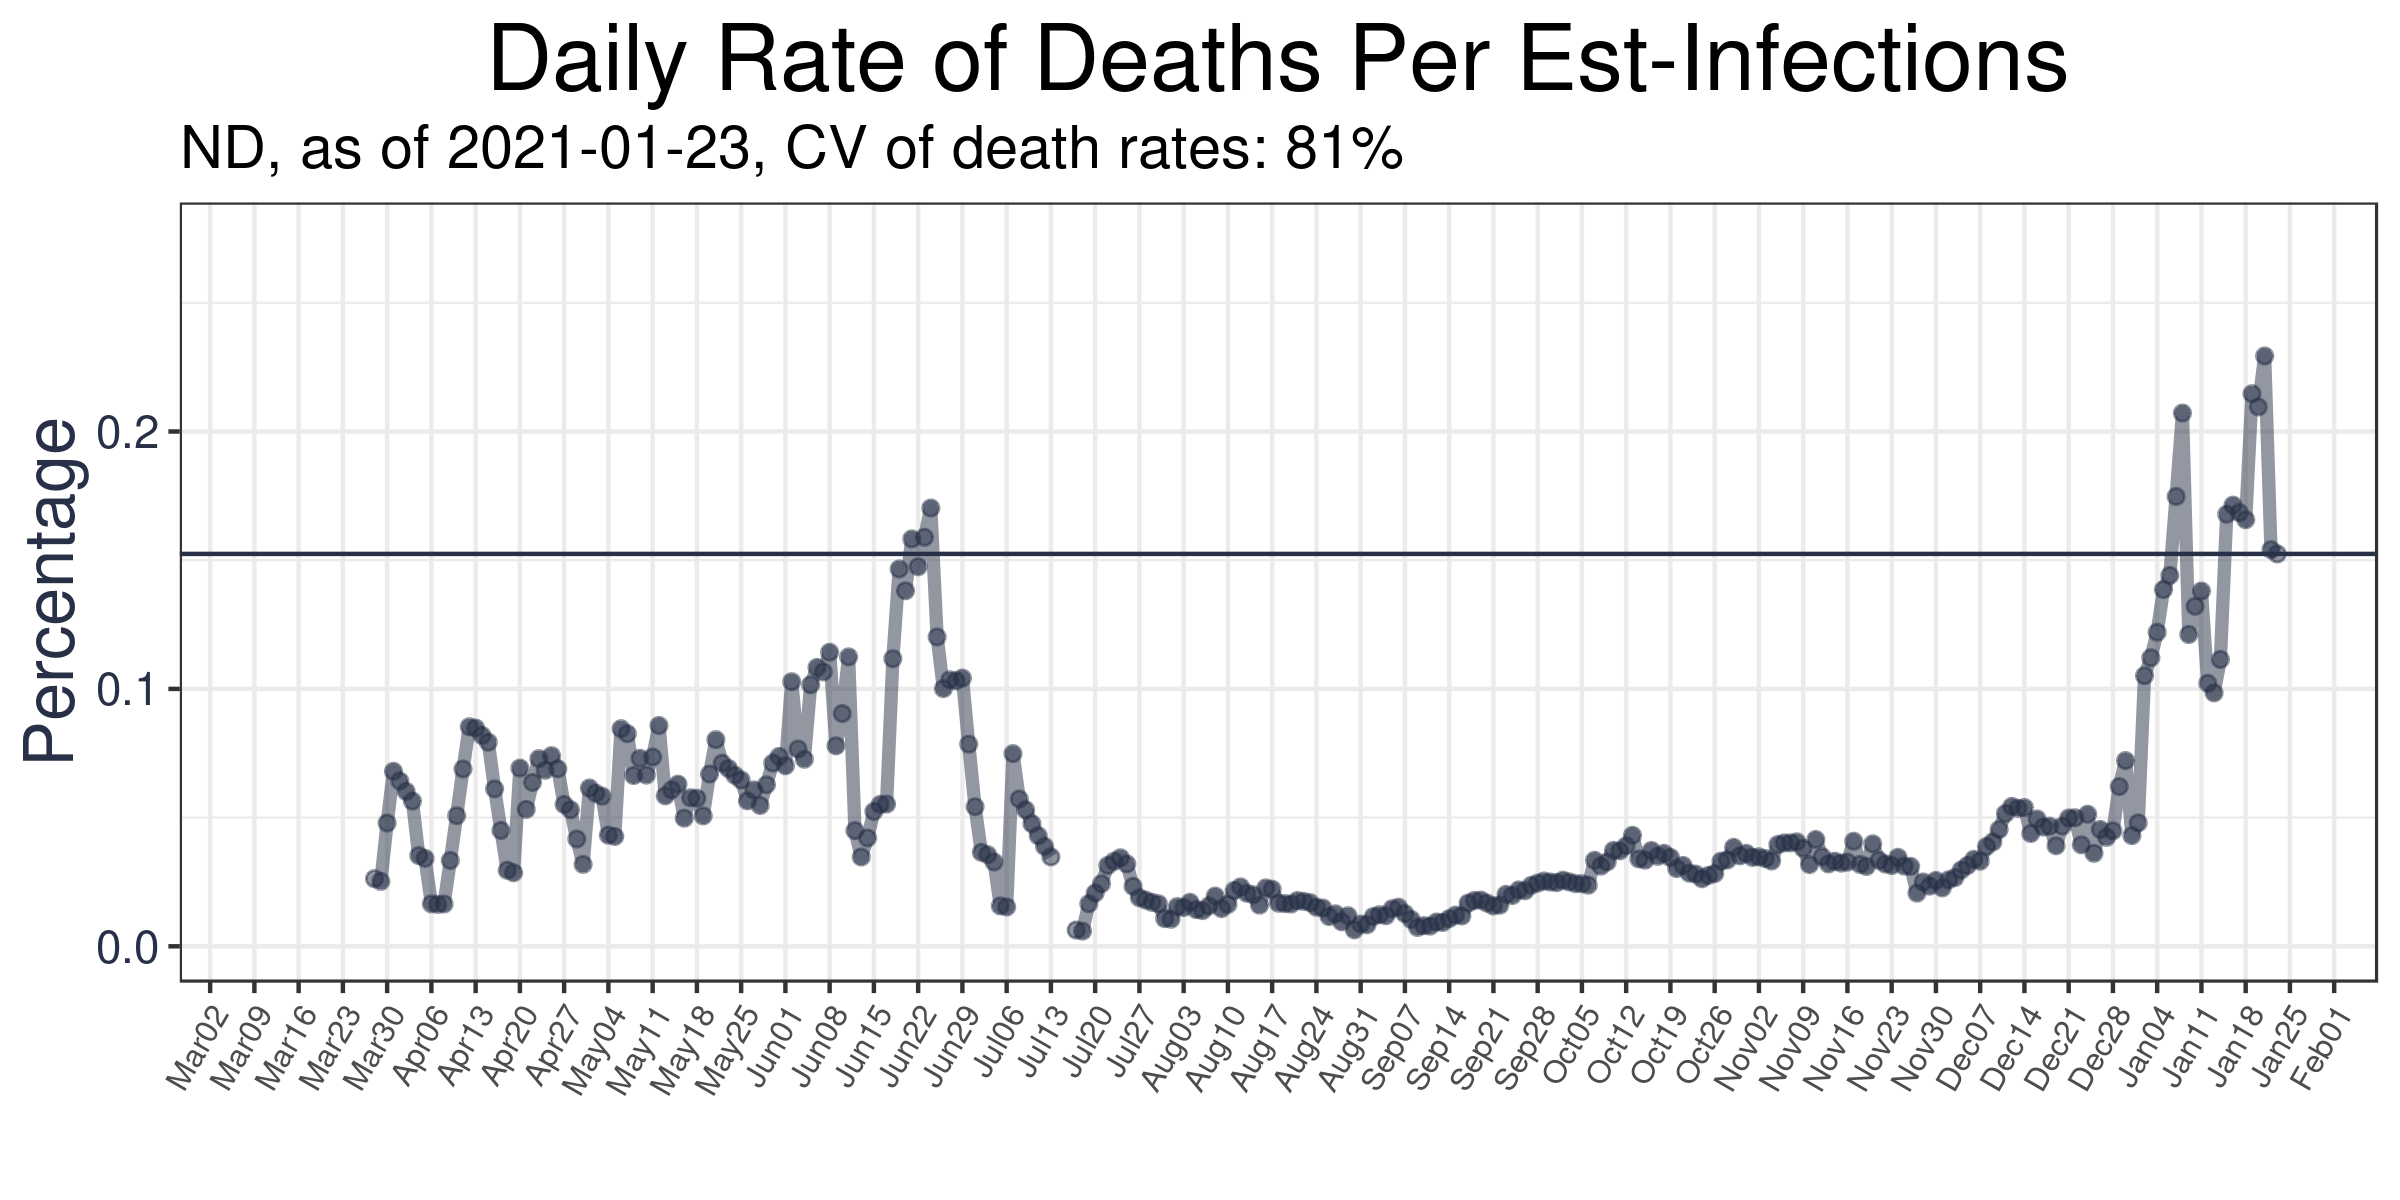 Daily Rate of Deaths Per Est-Infections
ND, as of 2021-01-23, CV of death rates: 81%
Percentage
0.2
0.1
0.0
Mar02
Mar09
Mar16
Mar23
Mar30
Apr06
Apr13
Apr20
Apr27
May04
May11
May18
May25
Jun01
Jun08
Jun15
Jun22
Jun29
Jul06
Jul13
Jul20
Jul27
Aug03
Aug10
Aug17
Aug24
Aug31
Sep07
Sep14
Sep21
Sep28
Oct05
Oct12
Oct19
Oct26
Nov02
Nov09
Nov16
Nov23
Nov30
Dec07
Dec14
Dec21
Dec28
Jan04
Jan11
Jan18
Jan25
Feb01